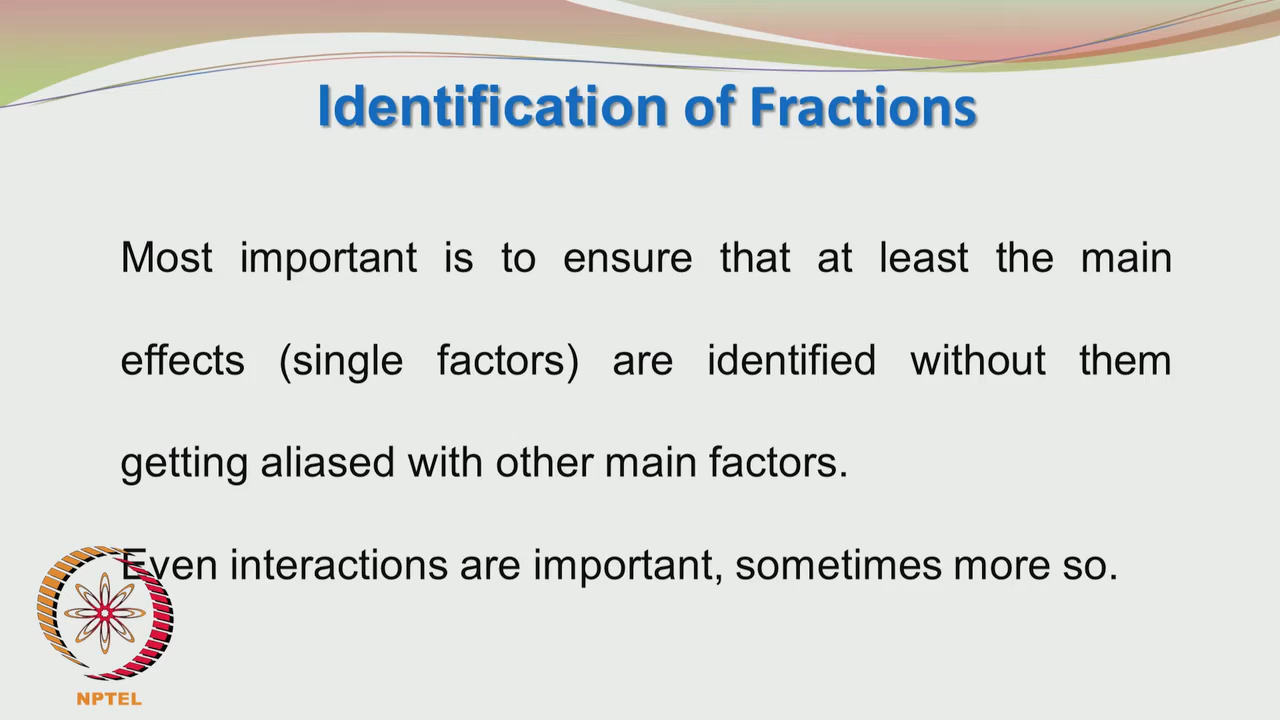 Identification of Fractions
Most important is to ensure that at least the main
effects (single factors) are identified without them
getting aliased with other main factors.
Even interactions are important, sometimes more so.
NPTEL